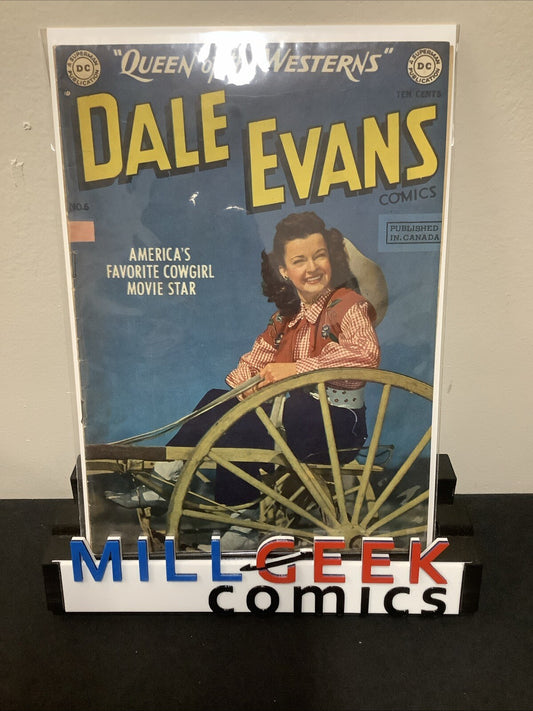 "QUEEN OF THE WESTERNS"
A SUPERMAN
DC
PUBLICATION
A SUPERMAN
DC
PUBLICATION
TEN CENTS
DALE EVANS
COMICS
NO.6
PUBLISHED
IN CANADA
AMERICA'S
FAVORITE COWGIRL
MOVIE STAR
MILLGEEK
comics